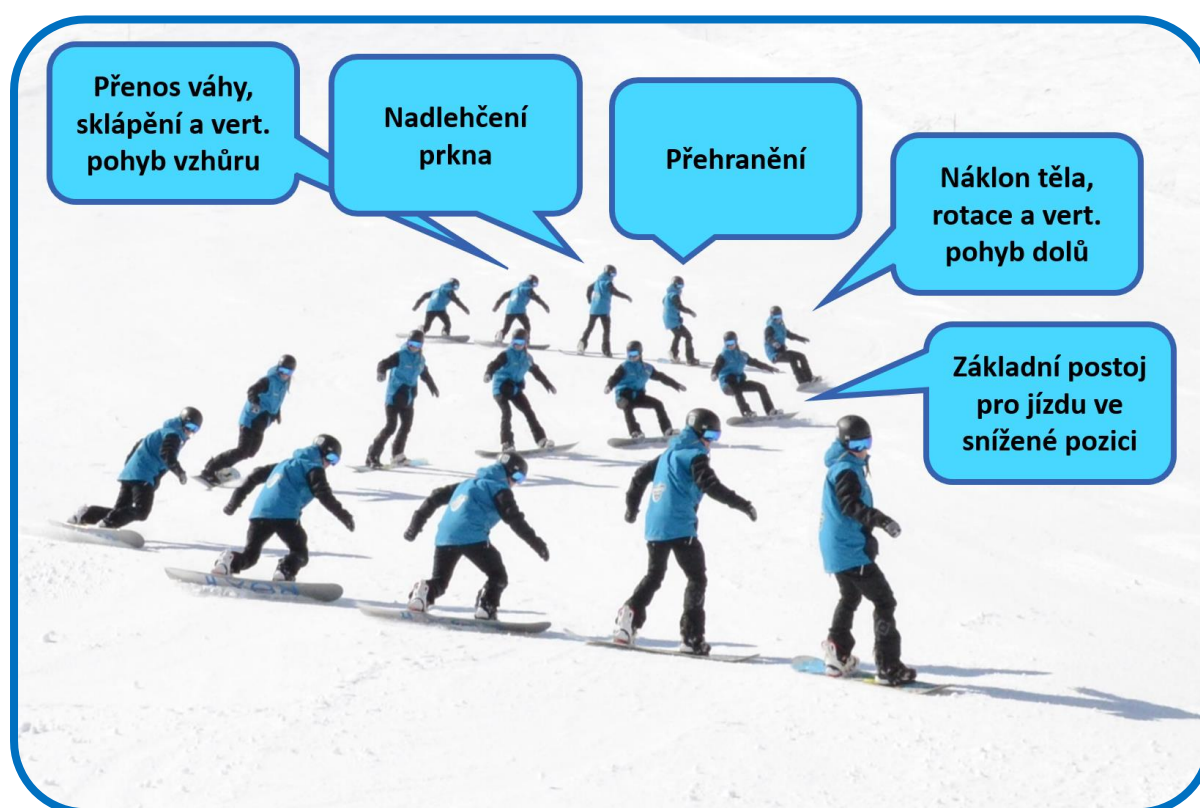 Přenos váhy,
sklápění a vert.
pohyb vzhůru
Nadlehčení
prkna
Přehranění
Náklon těla,
rotace a vert.
pohyb dolů
Základní postoj
pro jízdu ve
snížené pozici